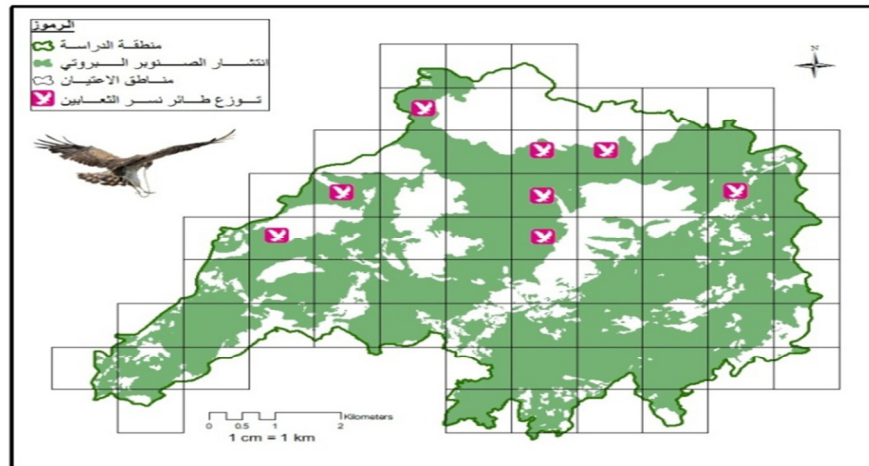 الرموز
منطقة الدراسة
انتشار الصنوبر البروتي
مناطق الاعتيان
توزع طائر نسر الثعابين
N
Kilometers
0 0.5 1 2
1 cm = 1 km